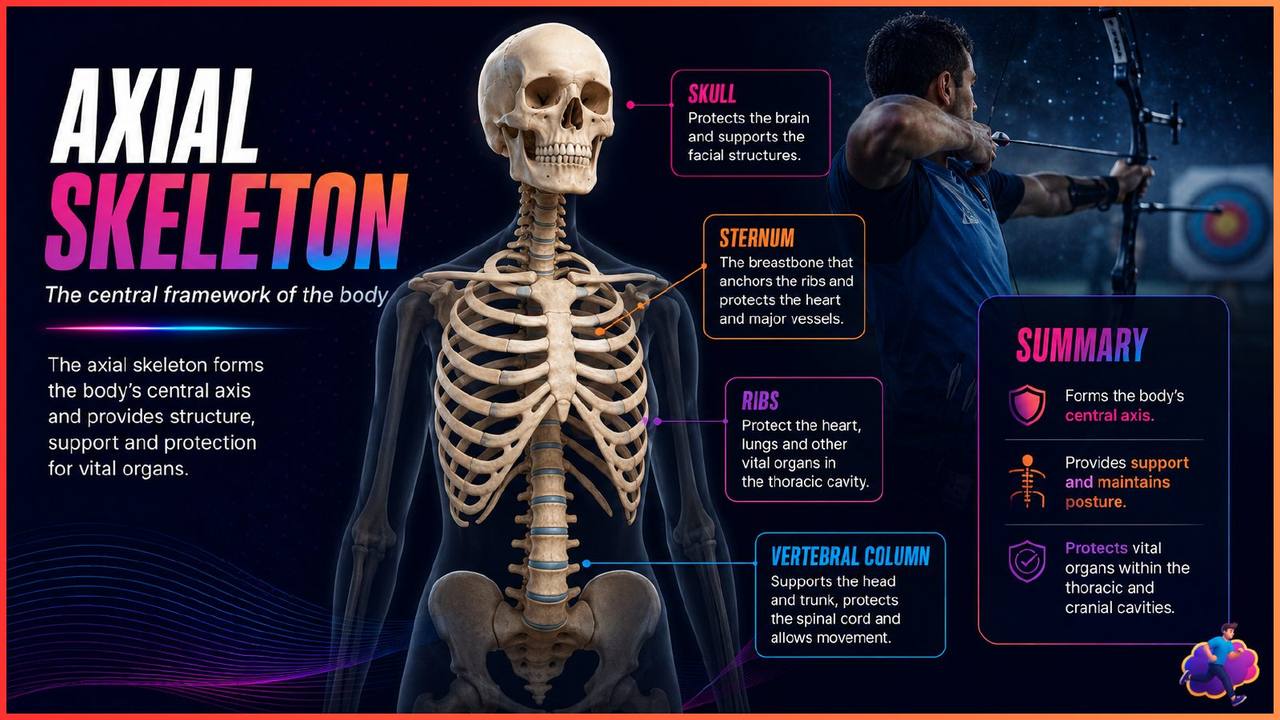 AXIAL
SKELETON
The central framework of the body
The axial skeleton forms
the body's central axis
and provides structure,
support and protection
for vital organs.
SKULL
Protects the brain
and supports the
facial structures.
STERNUM
The breastbone that
anchors the ribs and
protects the heart
and major vessels.
RIBS
Protect the heart,
lungs and other
vital organs in
the thoracic cavity.
VERTEBRAL COLUMN
Supports the head
and trunk, protects
the spinal cord and
allows movement.
SUMMARY
Forms the body's
central axis.
Provides support
and maintains
posture.
Protects vital
organs within the
thoracic and
cranial cavities.